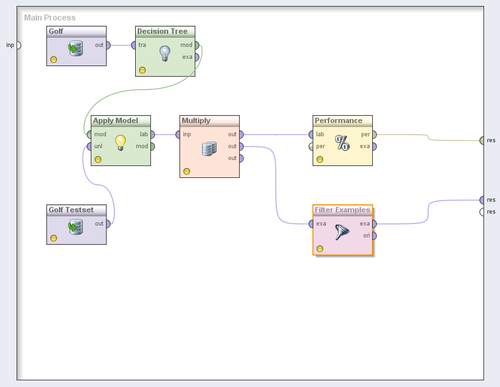 Main Process
inp
Golf
out
Decision Tree
tra
mod
exa
Apply Model
mod
lab
unl
mod
Multiply
inp
out
out
out
Performance
lab
per
per
exa
res
Golf Testset
out
Filter Examples
exa
exa
ori
res
res